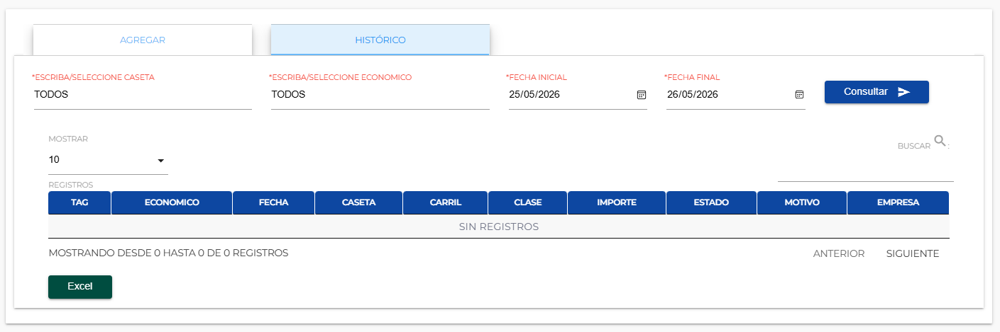 AGREGAR HISTÓRICO
*ESCRIBA/SELECCIONE CASETA *ESCRIBA/SELECCIONE ECONOMICO *FECHA INICIAL *FECHA FINAL
TODOS TODOS 25/05/2026 26/05/2026 Consultar
MOSTRAR
BUSCAR :
10
REGISTROS
TAG ECONOMICO FECHA CASETA CARRIL CLASE IMPORTE ESTADO MOTIVO EMPRESA
SIN REGISTROS
MOSTRANDO DESDE 0 HASTA 0 DE 0 REGISTROS ANTERIOR SIGUIENTE
Excel